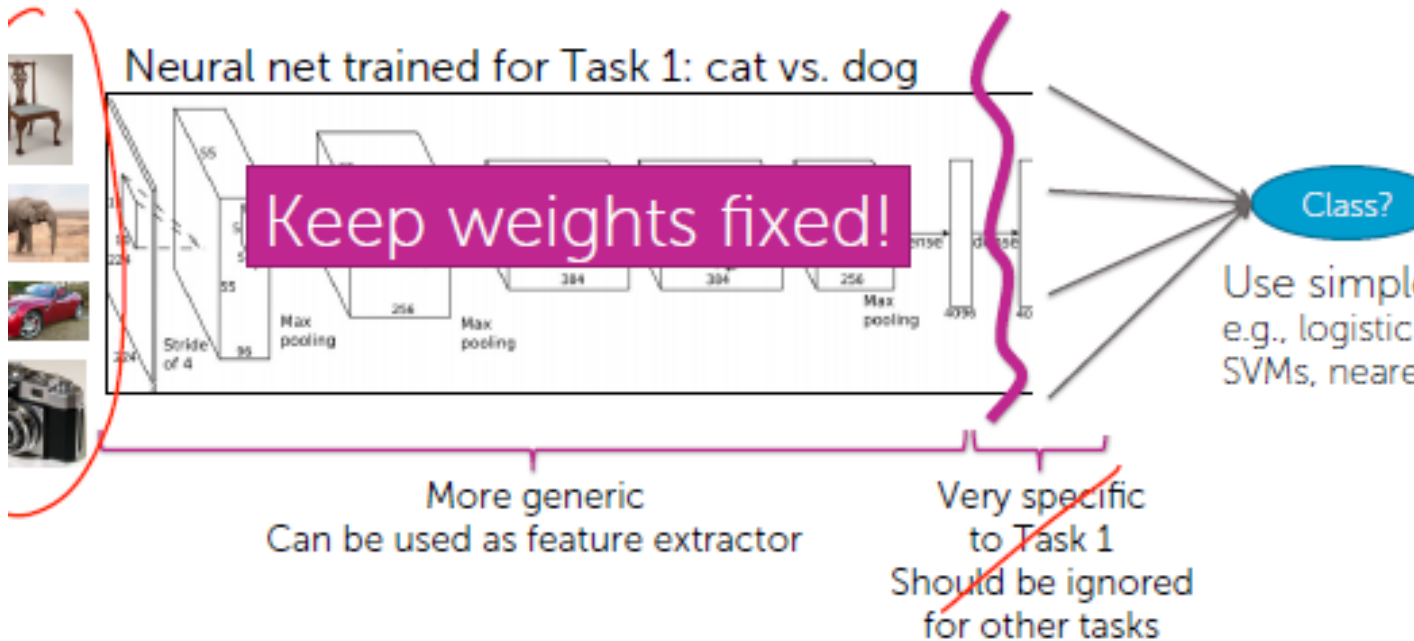 Neural net trained for Task 1: cat vs. dog
Keep weights fixed!
55
55
96
224
224
Stride
of 4
Max
pooling
256
Max
pooling
384
384
256
Max
pooling
4096
dense
Class?
Use simple
e.g., logistic
SVMs, neare
More generic
Can be used as feature extractor
Very specific
to Task 1
Should be ignored
for other tasks